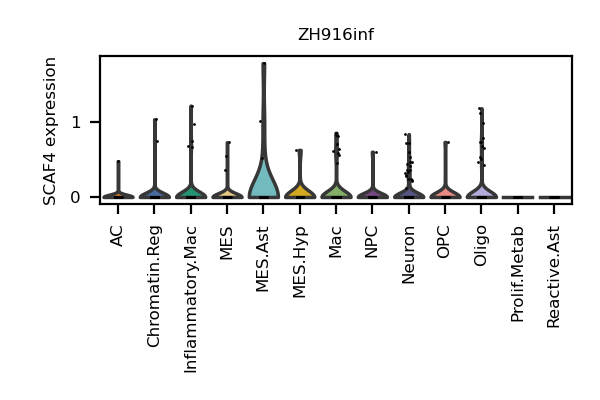 ZH916inf
SCAF4 expression
1
0
AC
Chromatin.Reg
Inflammatory.Mac
MES
MES.Ast
MES.Hyp
Mac
NPC
Neuron
OPC
Oligo
Prolif.Metab
Reactive.Ast